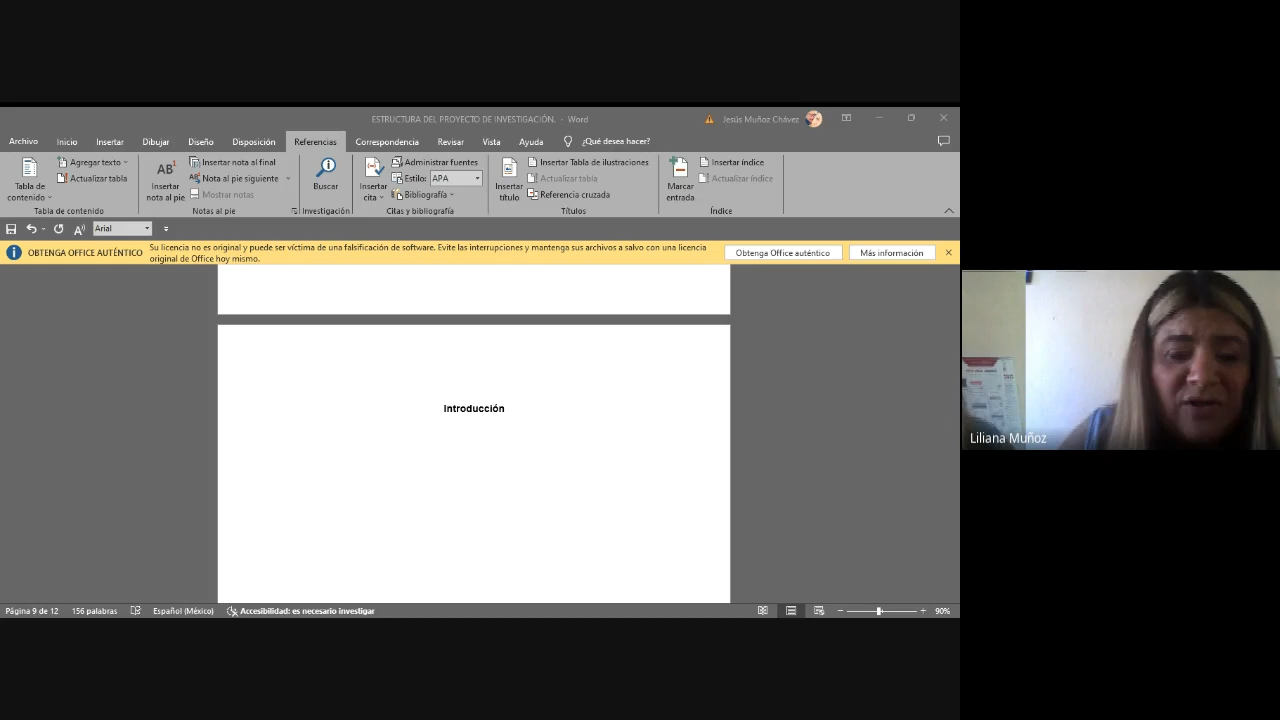 ESTRUCTURA DEL PROYECTO DE INVESTIGACIÓN. - Word
Jesús Muñoz Chávez
Archivo Inicio Insertar Dibujar Diseño Disposición Referencias Correspondencia Revisar Vista Ayuda ¿Qué desea hacer?
Tabla de contenido
Agregar texto
Actualizar tabla
Tabla de contenido
AB1
Insertar nota al pie
Insertar nota al final
Nota al pie siguiente
Mostrar notas
Notas al pie
Buscar
Investigación
Insertar cita
Administrar fuentes
Estilo: APA
Bibliografía
Citas y bibliografía
Insertar título
Insertar Tabla de ilustraciones
Actualizar tabla
Referencia cruzada
Títulos
Marcar entrada
Insertar índice
Actualizar índice
Índice
Arial
OBTENGA OFFICE AUTÉNTICO
Su licencia no es original y puede ser víctima de una falsificación de software. Evite las interrupciones y mantenga sus archivos a salvo con una licencia
original de Office hoy mismo.
Obtenga Office auténtico
Más información
Introducción
Página 9 de 12 156 palabras Español (México) Accesibilidad: es necesario investigar 90%
Liliana Muñoz